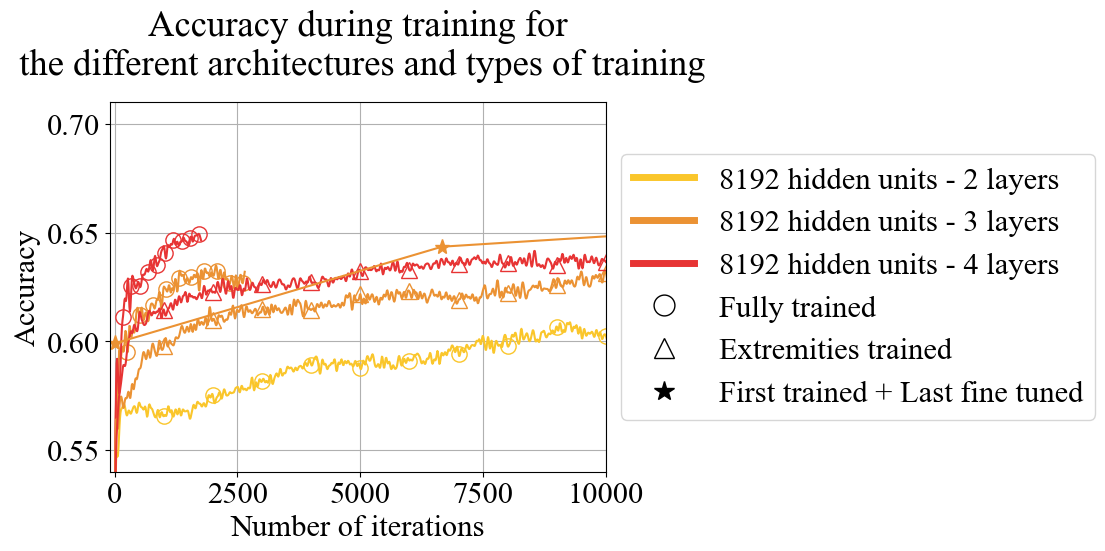 Accuracy during training for
the different architectures and types of training
0.70
0.65
0.60
0.55
Accuracy
0
2500
5000
7500
10000
Number of iterations
8192 hidden units - 2 layers
8192 hidden units - 3 layers
8192 hidden units - 4 layers
Fully trained
Extremities trained
First trained + Last fine tuned